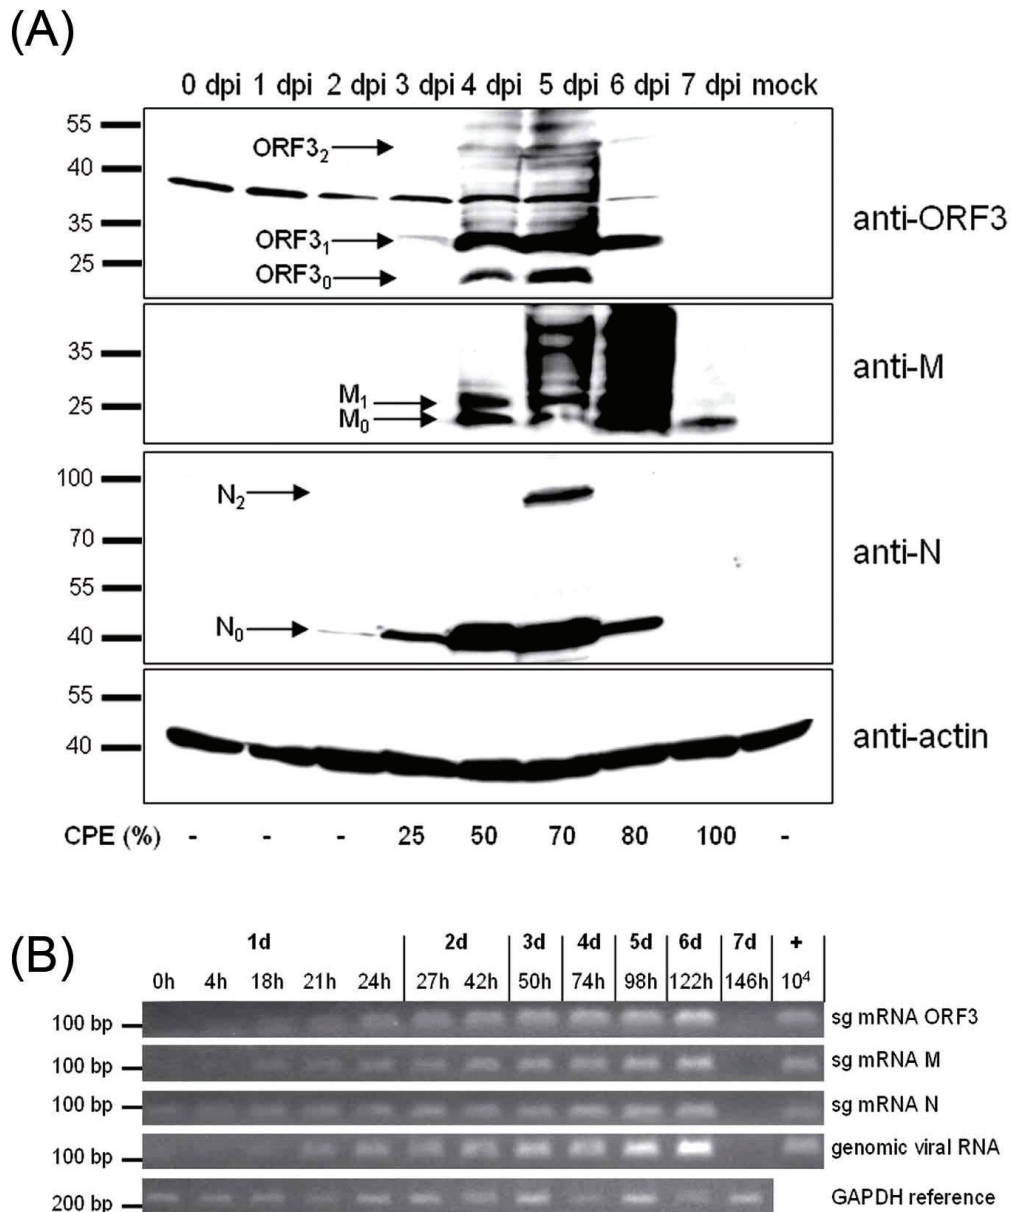 (A)
0 dpi 1 dpi 2 dpi 3 dpi 4 dpi 5 dpi 6 dpi 7 dpi mock
55
ORF3₂
40
35
ORF3₁
25
ORF3₀
anti-ORF3
35
M₁
25
M₀
anti-M
100
N₂
70
55
N₀
40
anti-N
55
40
anti-actin
CPE (%) - - - 25 50 70 80 100 -
(B)
1d 2d 3d 4d 5d 6d 7d +
0h 4h 18h 21h 24h 27h 42h 50h 74h 98h 122h 146h 10⁴
100 bp sg mRNA ORF3
100 bp sg mRNA M
100 bp sg mRNA N
100 bp genomic viral RNA
200 bp GAPDH reference